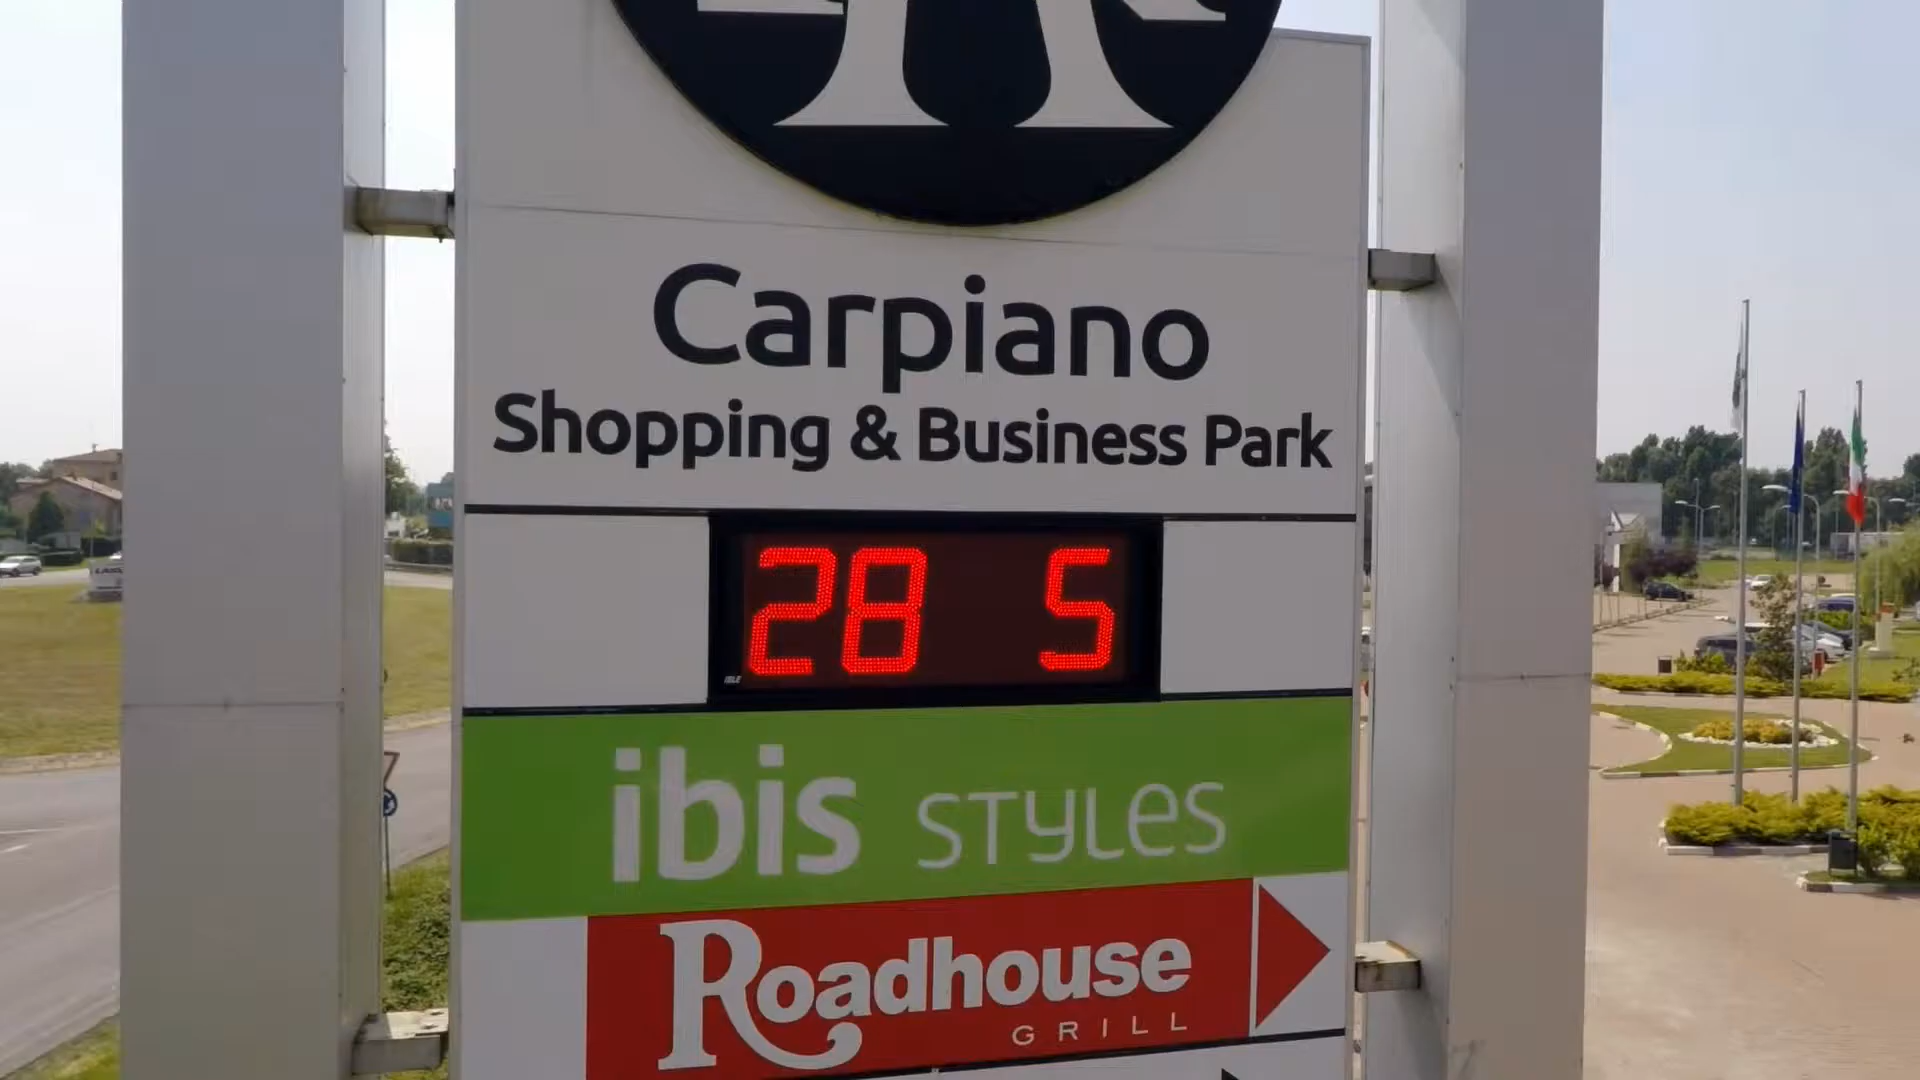 Carpiano
Shopping & Business Park
28 5
ibis STYLES
Roadhouse
GRILL